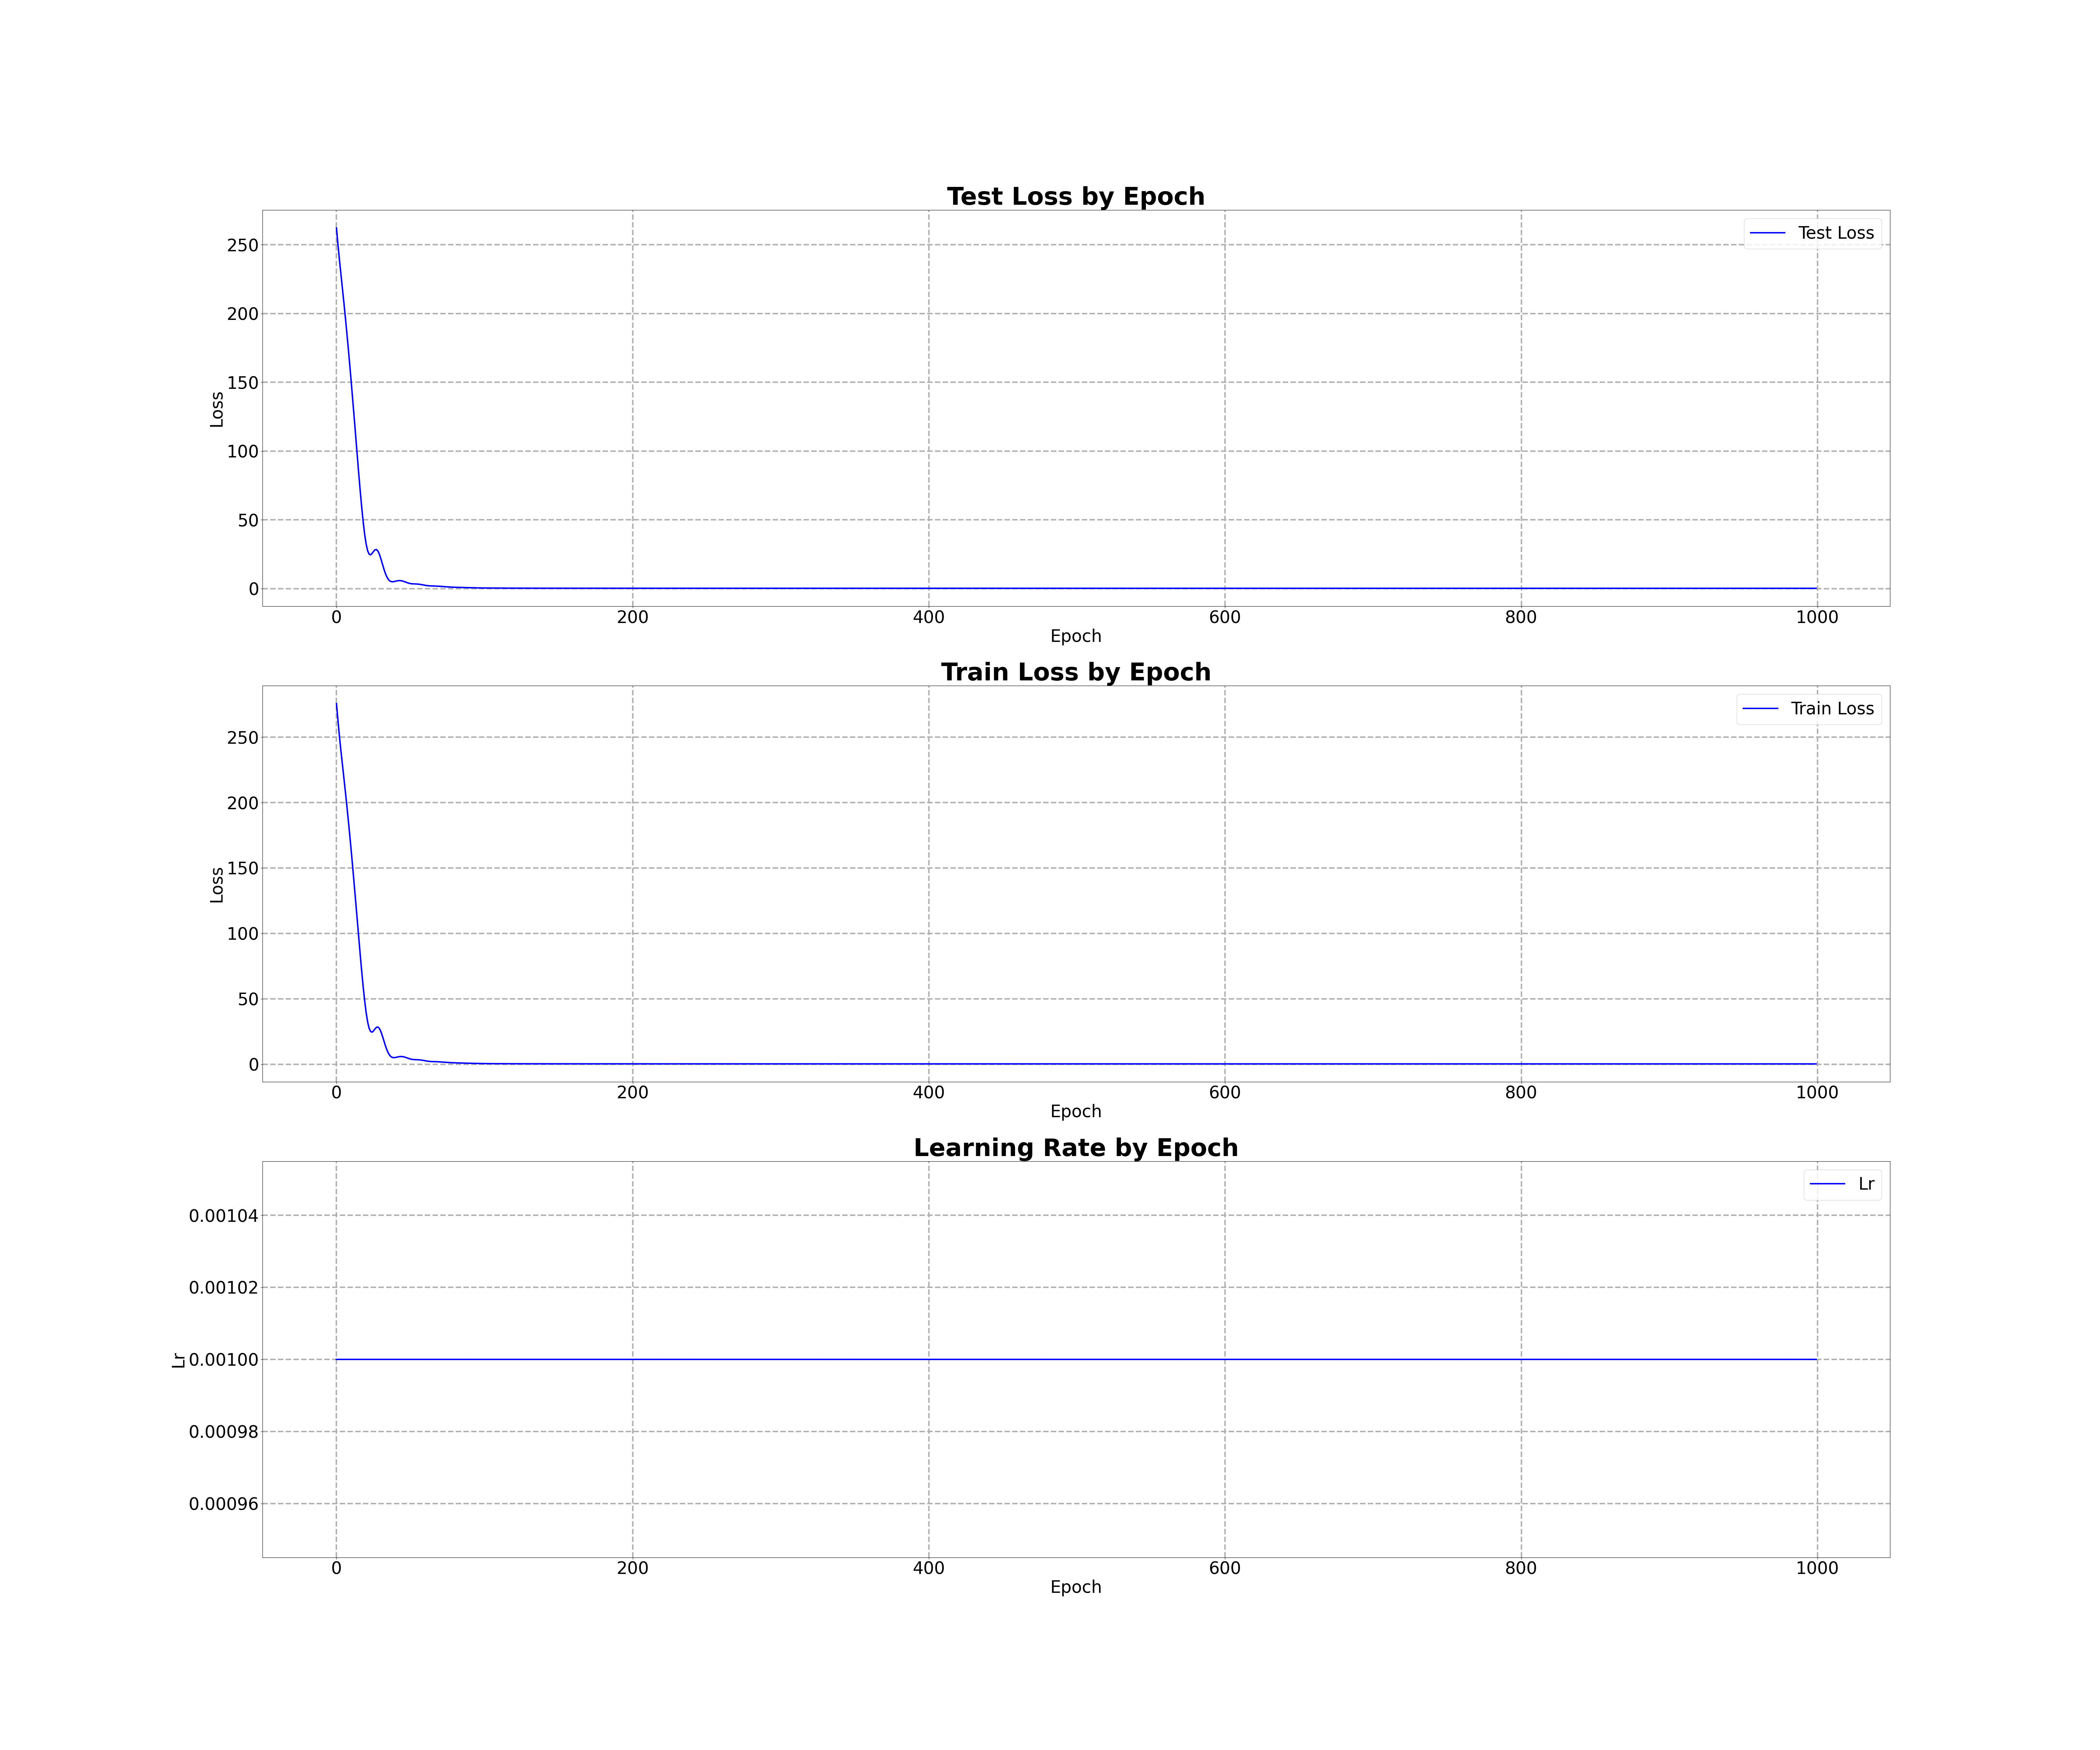 Test Loss by Epoch
Test Loss
250
200
150
100
50
0
Loss
0 200 400 600 800 1000
Epoch
Train Loss by Epoch
Train Loss
250
200
150
100
50
0
Loss
0 200 400 600 800 1000
Epoch
Learning Rate by Epoch
Lr
0.00104
0.00102
0.00100
0.00098
0.00096
Lr
0 200 400 600 800 1000
Epoch